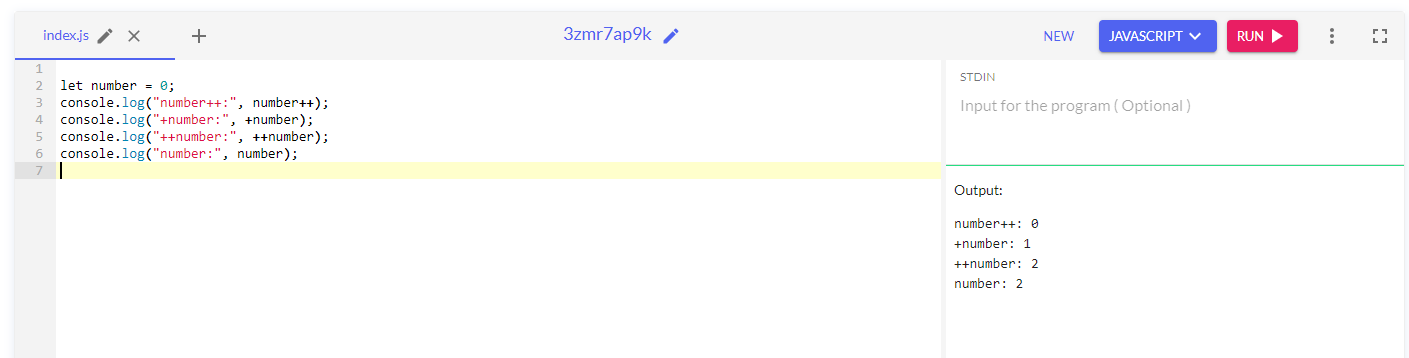 index.js
3zmr7ap9k
NEW
JAVASCRIPT
RUN
1
2 let number = 0;
3 console.log("number++:", number++);
4 console.log("+number:", +number);
5 console.log("++number:", ++number);
6 console.log("number:", number);
7
STDIN
Input for the program ( Optional )
Output:
number++: 0
+number: 1
++number: 2
number: 2